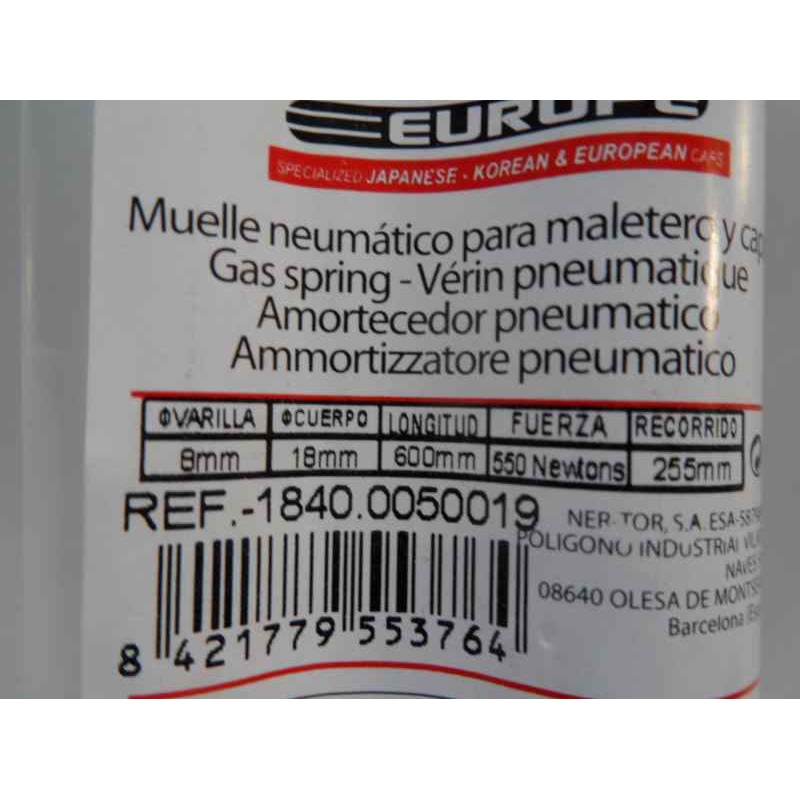 EUROPE
SPECIALIZED JAPANESE - KOREAN & EUROPEAN CARS
Muelle neumático para maletero y
Gas spring - Vérin pneumatique
Amortecedor pneumatico
Ammortizzatore pneumatico
ΦVARILLA ΦCUERPO LONGITUD FUERZA RECORRIDO
8mm 18mm 600mm 550 Newtons 255mm
REF.-1840.0050019
NER-TOR, S.A.
POLIGONO INDUSTRIAL
NAVES
08640 OLESA DE
Barcelona
8 421779 553764